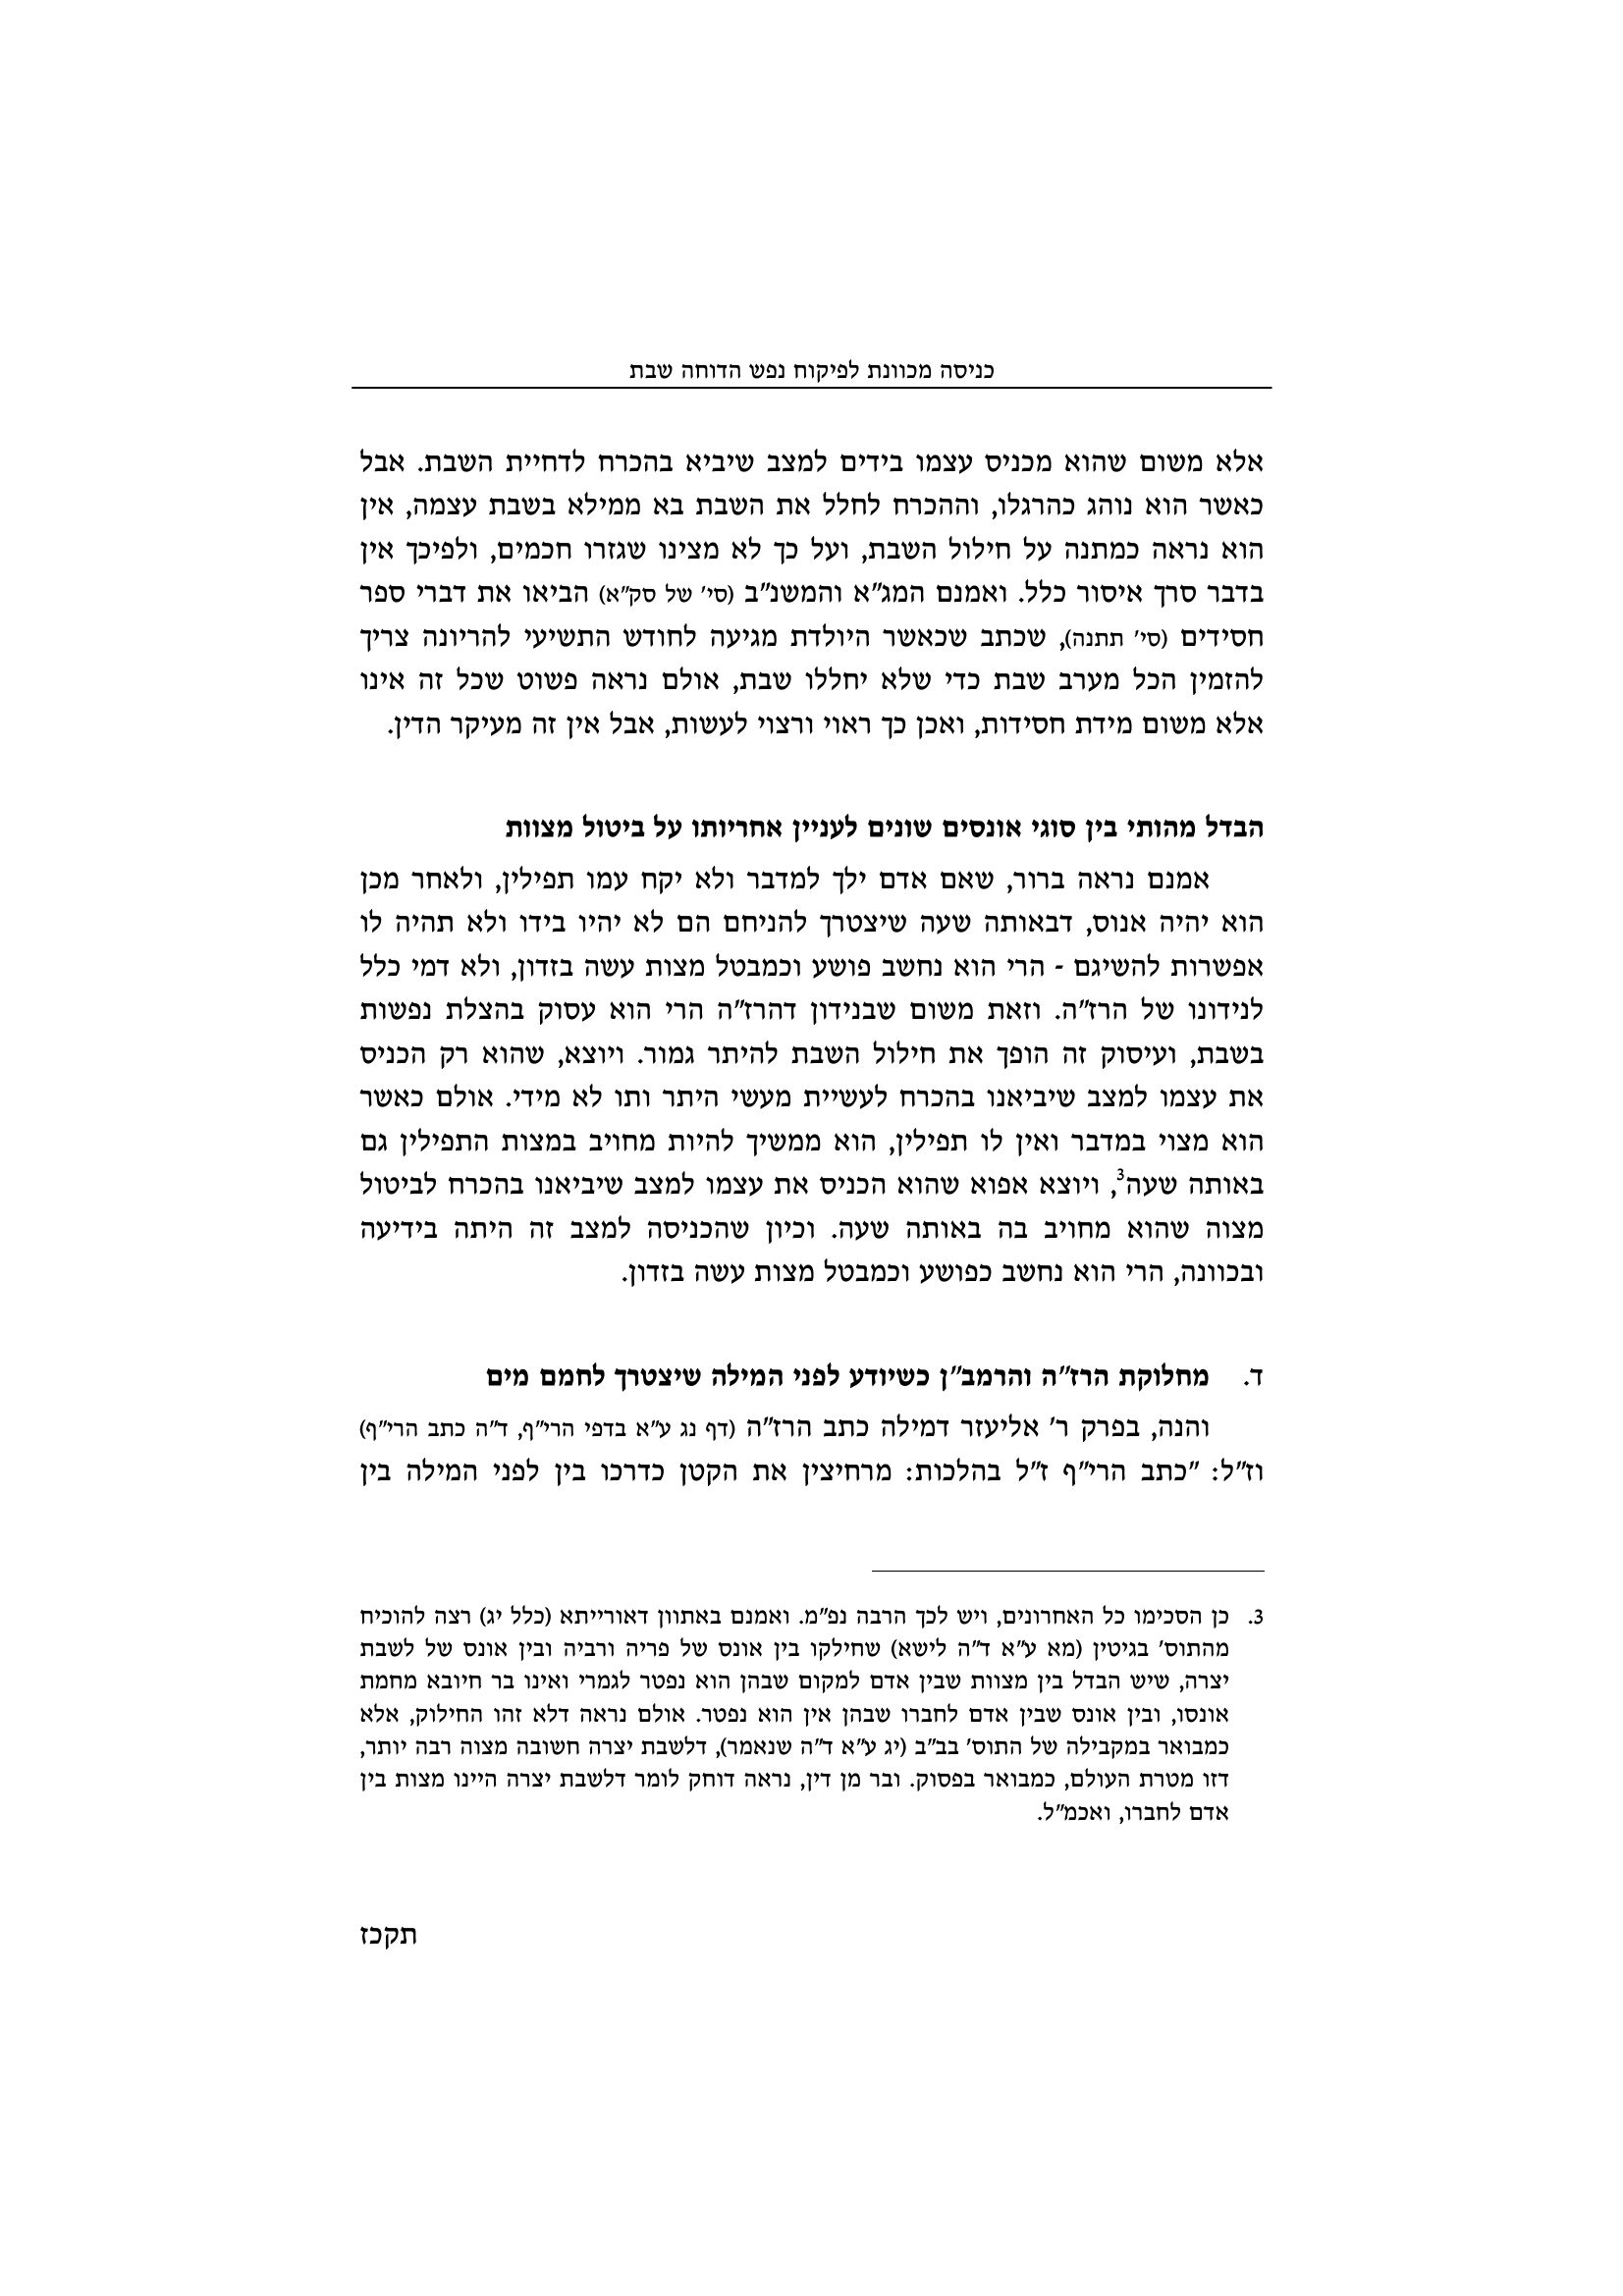 כניסה מכוונת לפיקוח נפש הדוחה שבת
אלא משום שהוא מכניס עצמו בידים למצב שיביא בהכרח לדחיית השבת. אבל
כאשר הוא נוהג כהרגלו, וההכרח לחלל את השבת בא ממילא בשבת עצמה, אין
הוא נראה כמתנה על חילול השבת, ועל כך לא מצינו שגזרו חכמים, ולפיכך אין
בדבר סרך איסור כלל. ואמנם המג"א והמשנ"ב (סי' של סק"א) הביאו את דברי ספר
חסידים (סי' תתנה), שכתב שכאשר היולדת מגיעה לחודש התשיעי להריונה צריך
להזמין הכל מערב שבת כדי שלא יחללו שבת, אולם נראה פשוט שכל זה אינו
אלא משום מידת חסידות, ואכן כך ראוי ורצוי לעשות, אבל אין זה מעיקר הדין.
הבדל מהותי בין סוגי אונסים שונים לעניין אחריותו על ביטול מצוות
אמנם נראה ברור, שאם אדם ילך למדבר ולא יקח עמו תפילין, ולאחר מכן
הוא יהיה אנוס, דבאותה שעה שיצטרך להניחם הם לא יהיו בידו ולא תהיה לו
אפשרות להשיגם - הרי הוא נחשב פושע וכמבטל מצות עשה בזדון, ולא דמי כלל
לנידונו של הרז"ה. וזאת משום שבנידון דהרז"ה הרי הוא עסוק בהצלת נפשות
בשבת, ועיסוק זה הופך את חילול השבת להיתר גמור. ויוצא, שהוא רק הכניס
את עצמו למצב שיביאנו בהכרח לעשיית מעשי היתר ותו לא מידי. אולם כאשר
הוא מצוי במדבר ואין לו תפילין, הוא ממשיך להיות מחויב במצות התפילין גם
באותה שעה3, ויוצא אפוא שהוא הכניס את עצמו למצב שיביאנו בהכרח לביטול
מצוה שהוא מחויב בה באותה שעה. וכיון שהכניסה למצב זה היתה בידיעה
ובכוונה, הרי הוא נחשב כפושע וכמבטל מצות עשה בזדון.
ד. מחלוקת הרז"ה והרמב"ן כשיודע לפני המילה שיצטרך לחמם מים
והנה, בפרק ר' אליעזר דמילה כתב הרז"ה (דף נג ע"א בדפי הרי"ף, ד"ה כתב הרי"ף)
וז"ל: "כתב הרי"ף ז"ל בהלכות: מרחיצין את הקטן כדרכו בין לפני המילה בין
3. כן הסכימו כל האחרונים, ויש לכך הרבה נפ"מ. ואמנם באתוון דאורייתא (כלל יג) רצה להוכיח
מהתוס' בגיטין (מא ע"א ד"ה לישא) שחילקו בין אונס של פריה ורביה ובין אונס של לשבת
יצרה, שיש הבדל בין מצוות שבין אדם למקום שבהן הוא נפטר לגמרי ואינו בר חיובא מחמת
אונסו, ובין אונס שבין אדם לחברו שבהן אין הוא נפטר. אולם נראה דלא זהו החילוק, אלא
כמבואר במקבילה של התוס' בב"ב (יג ע"א ד"ה שנאמר), דלשבת יצרה חשובה מצוה רבה יותר,
דזו מטרת העולם, כמבואר בפסוק. ובר מן דין, נראה דוחק לומר דלשבת יצרה היינו מצות בין
אדם לחברו, ואכמ"ל.
תקכז